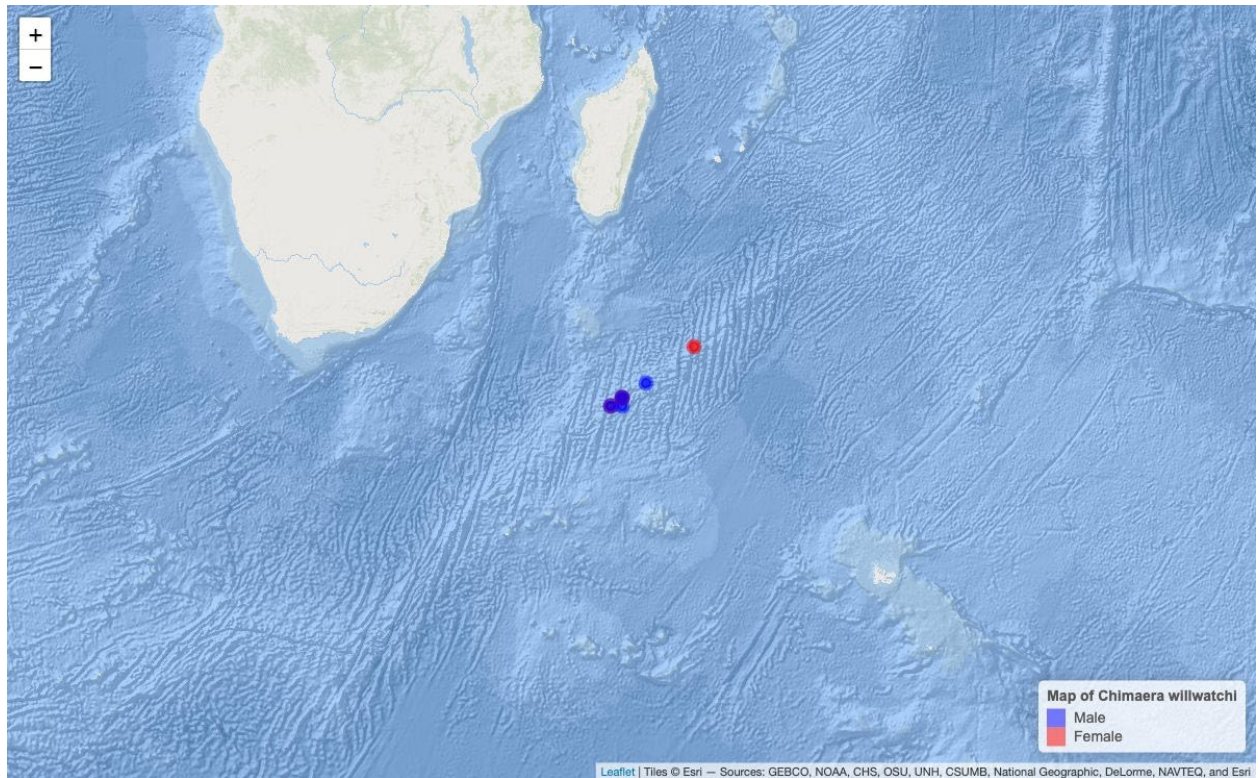 +
−
Map of Chimaera willwatchi
Male
Female
Leaflet | Tiles © Esri — Sources: GEBCO, NOAA, CHS, OSU, UNH, CSUMB, National Geographic, DeLorme, NAVTEQ, and Esri